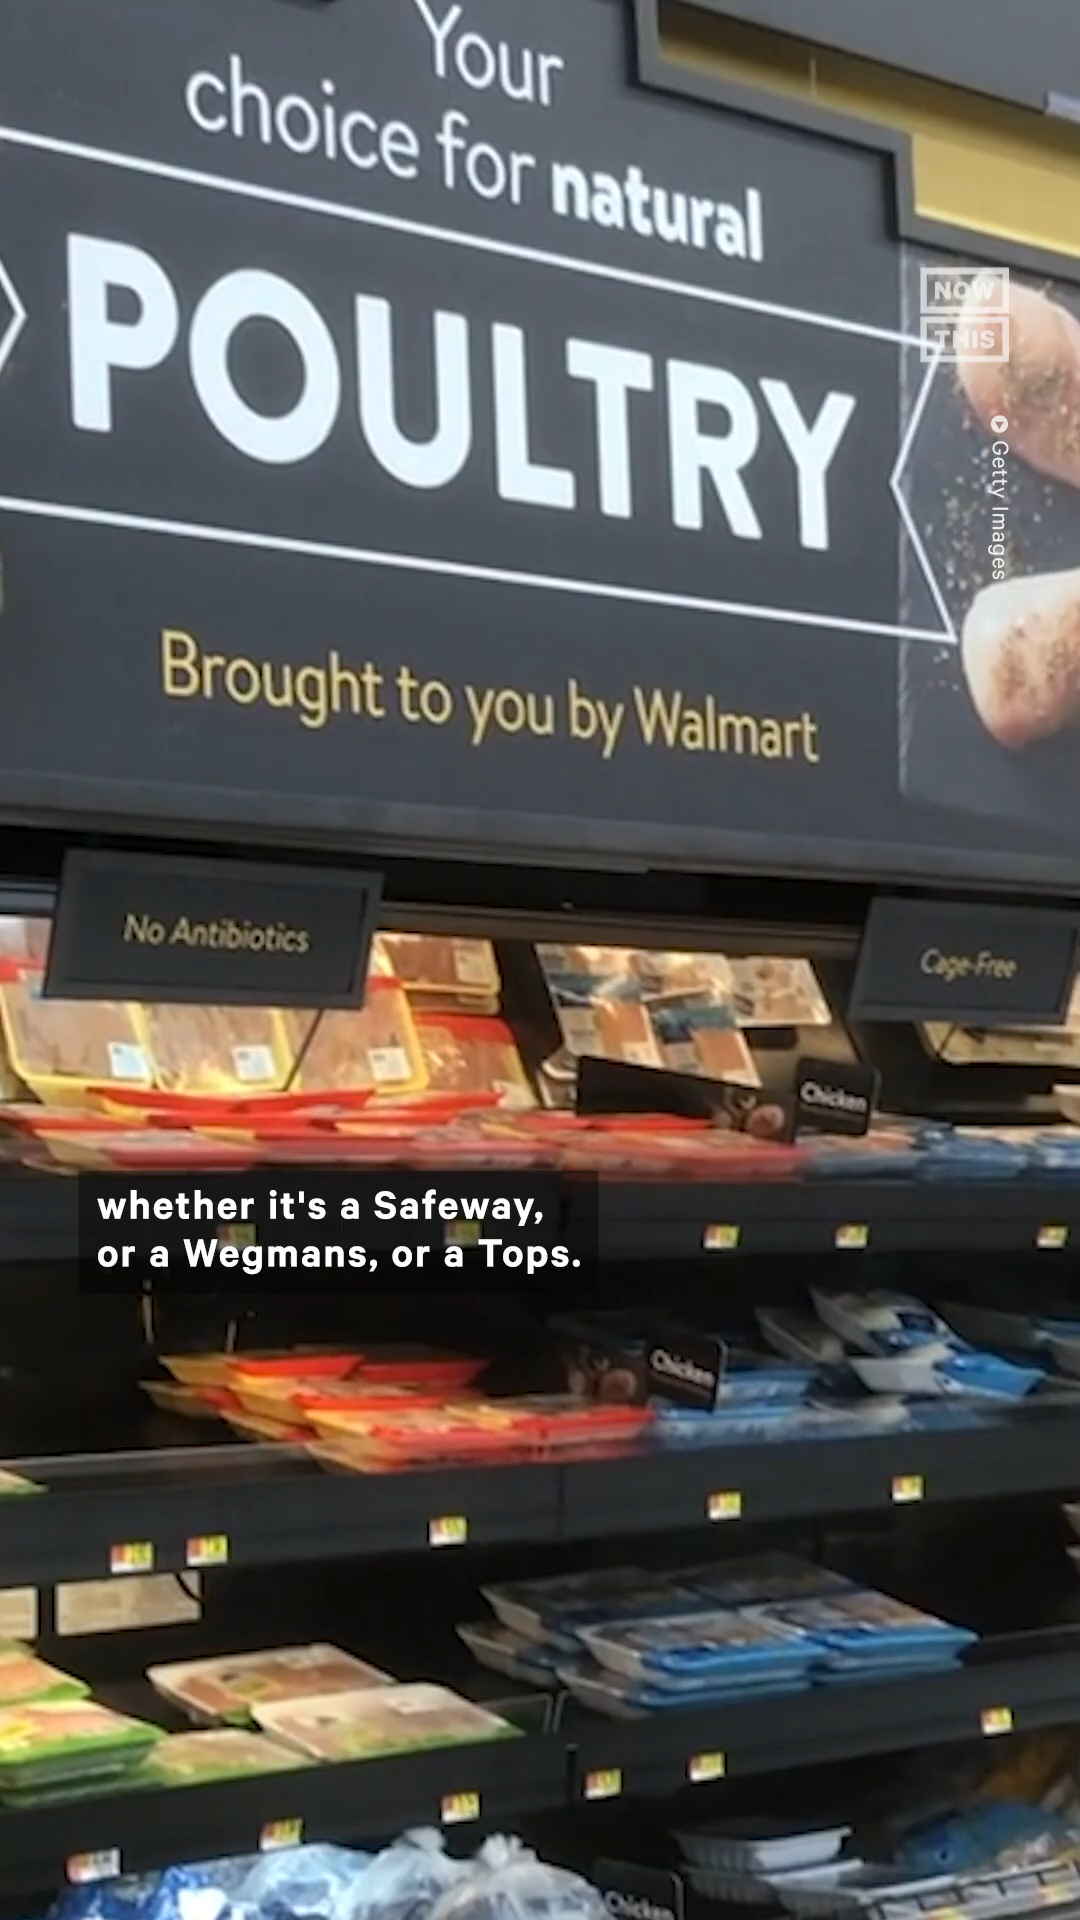 Your
choice for natural
POULTRY
Brought to you by Walmart
NOW
THIS
Getty Images
No Antibiotics
Cage-Free
Chicken
whether it's a Safeway,
or a Wegmans, or a Tops.
Chicken
Chicken